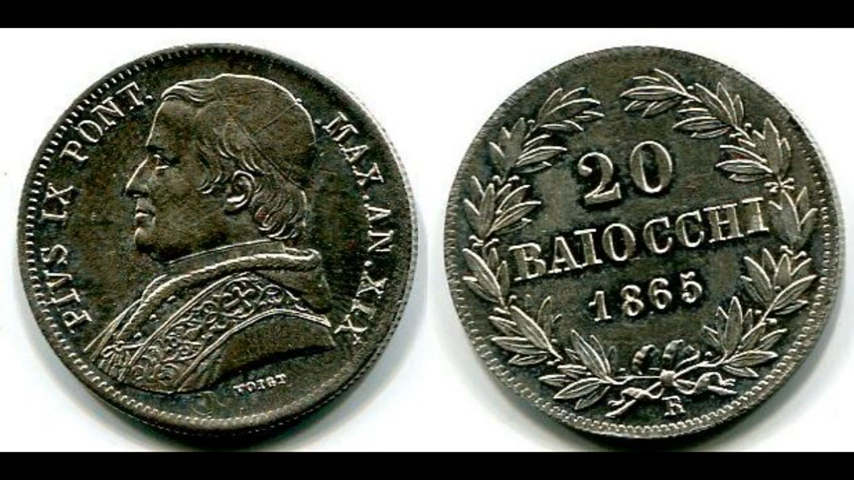 PIVS IX PONT. MAX. AN. XIX
VOIGT
20
BAIOCCHI
1865
R